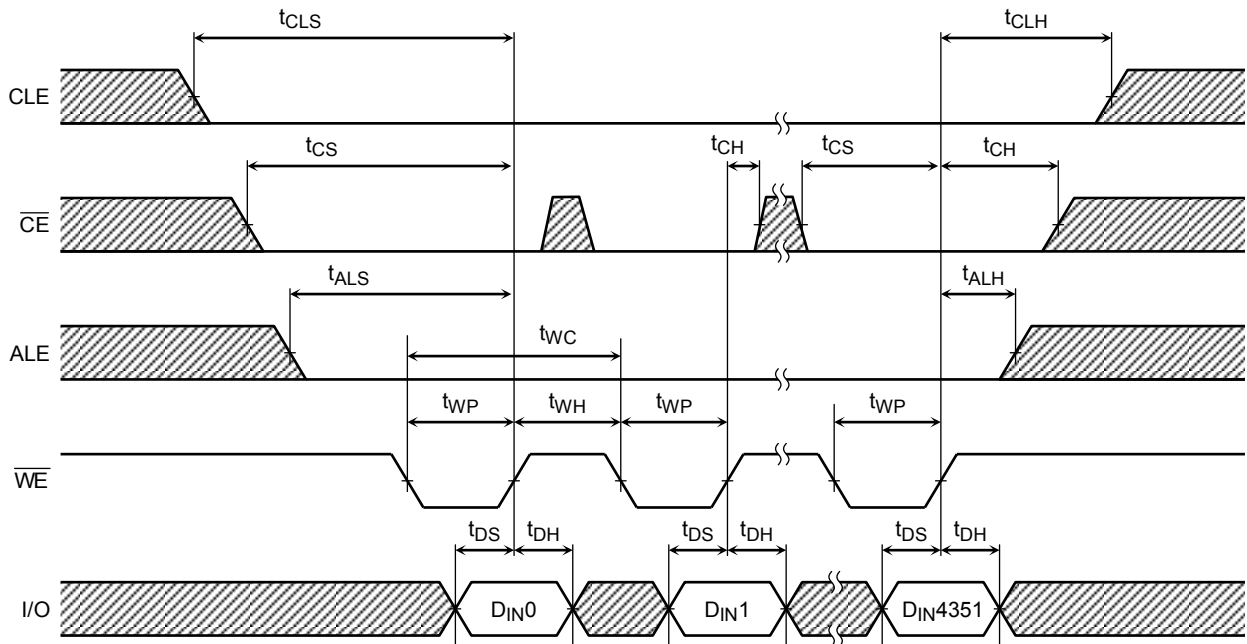 tCLS
tCLH
CLE
tCS
tCH
tCS
tCH
CE
tALS
tALH
ALE
tWC
tWP
tWH
tWP
tWP
WE
tDS
tDH
tDS
tDH
tDS
tDH
I/O
DIN0
DIN1
DIN4351